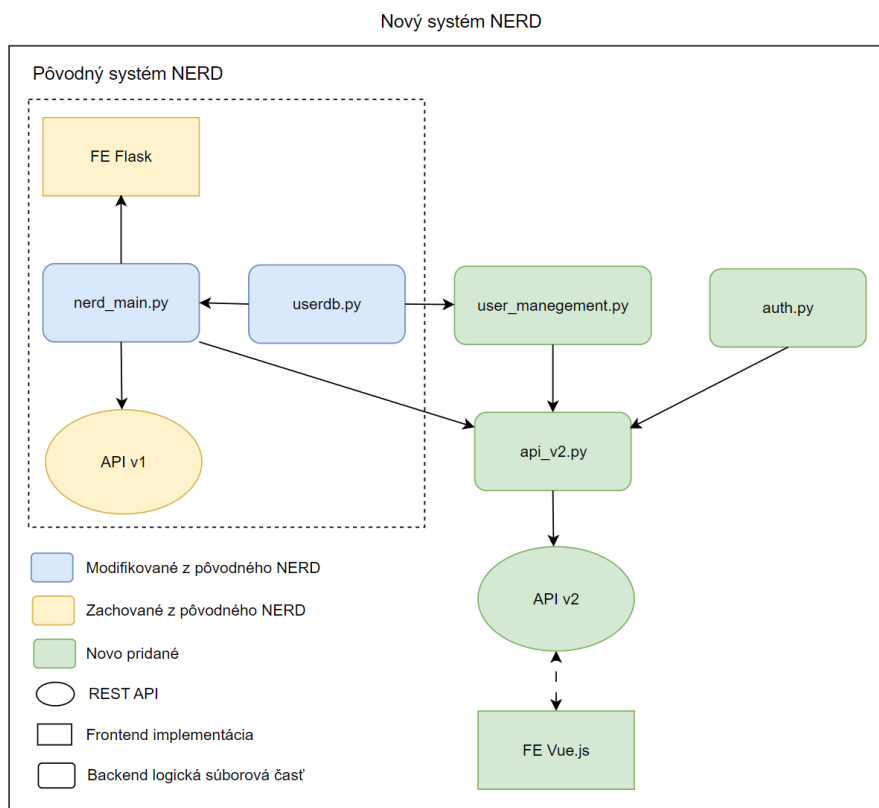 Nový systém NERD
Pôvodný systém NERD
FE Flask
nerd_main.py
userdb.py
user_manegement.py
auth.py
API v1
api_v2.py
Modifikované z pôvodného NERD
Zachované z pôvodného NERD
API v2
Novo pridané
REST API
Frontend implementácia
FE Vue.js
Backend logická súborová časť